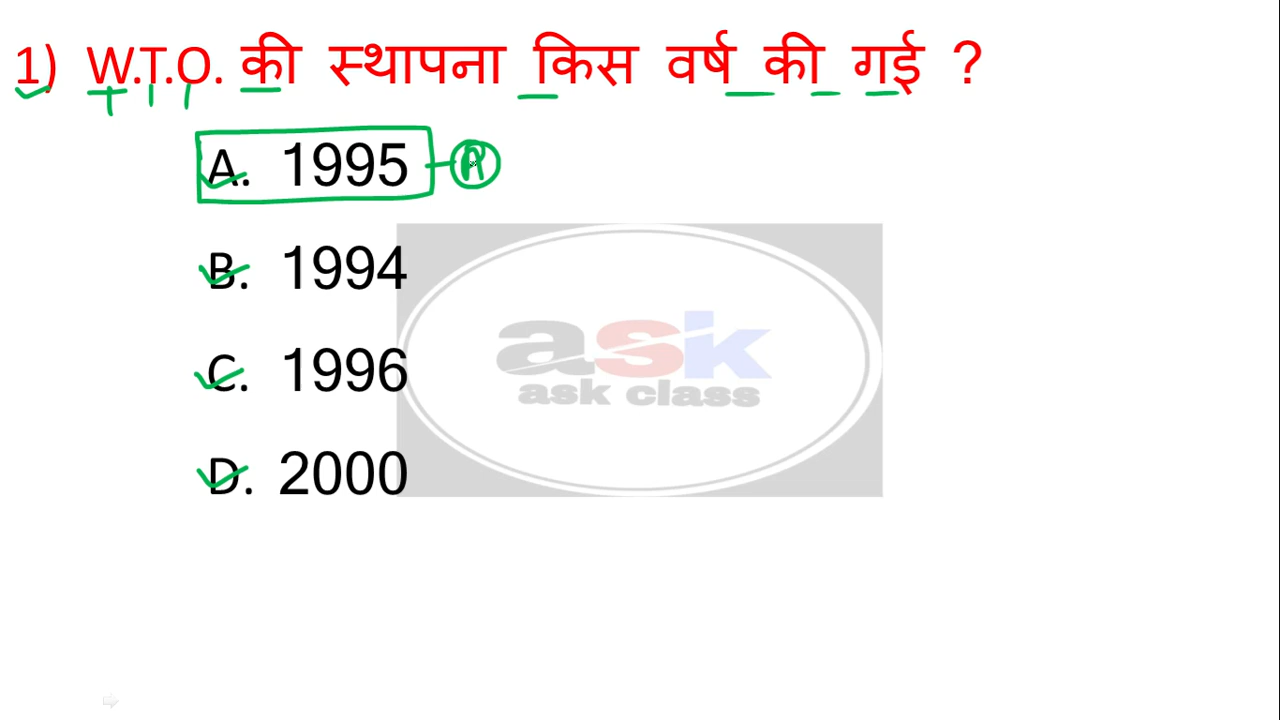 1) W.T.O. की स्थापना किस वर्ष की गई ?
A. 1995
B. 1994
C. 1996
D. 2000
ask
ask class